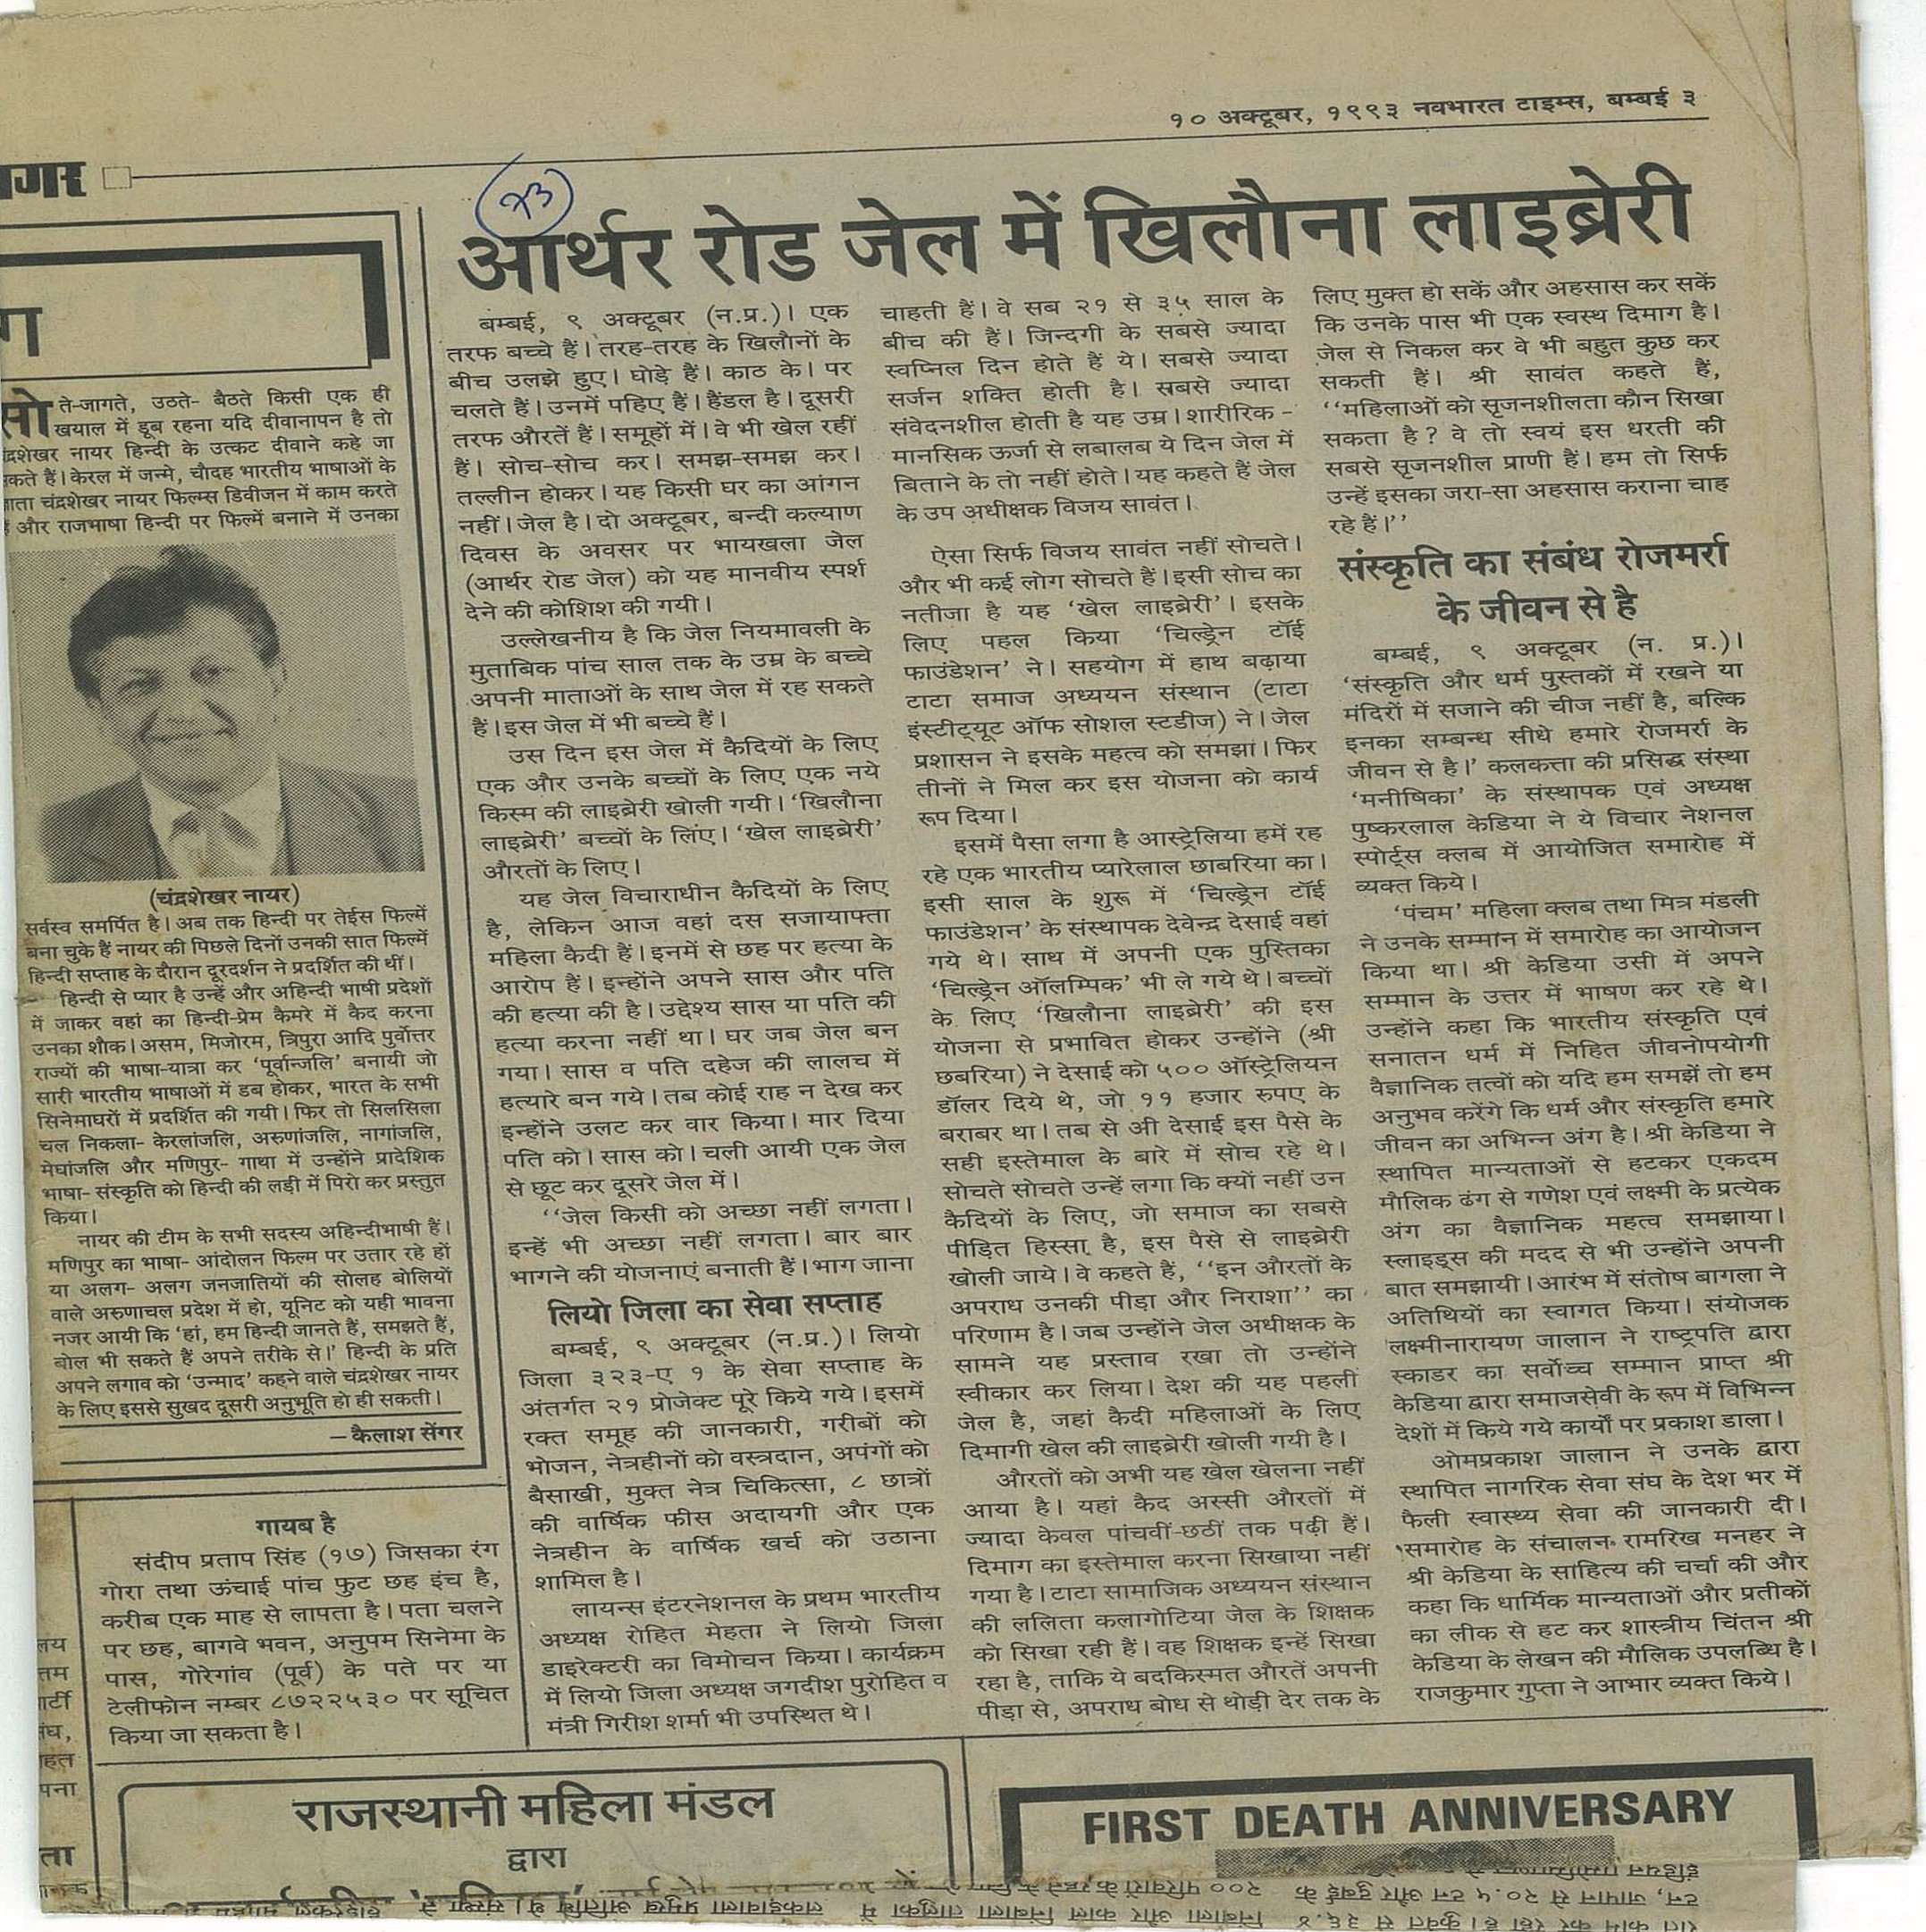 १० अक्टूबर, १९९३ नवभारत टाइम्स, बम्बई ३
गर
२३
आर्थर रोड जेल में खिलौना लाइब्रेरी
ग
सोते-जागते, उठते- बैठते किसी एक ही
खयाल में डूब रहना यदि दीवानापन है तो
चंद्रशेखर नायर हिन्दी के उत्कट दीवाने कहे जा
सकते हैं। केरल में जन्मे, चौदह भारतीय भाषाओं के
ज्ञाता चंद्रशेखर नायर फिल्म्स डिवीजन में काम करते
हैं और राजभाषा हिन्दी पर फिल्में बनाने में उनका
(चंद्रशेखर नायर)
सर्वस्व समर्पित है। अब तक हिन्दी पर तेईस फिल्में
बना चुके हैं नायर की पिछले दिनों उनकी सात फिल्में
हिन्दी सप्ताह के दौरान दूरदर्शन ने प्रदर्शित की थीं।
हिन्दी से प्यार है उन्हें और अहिन्दी भाषी प्रदेशों
में जाकर वहां का हिन्दी-प्रेम कैमरे में कैद करना
उनका शौक। असम, मिजोरम, त्रिपुरा आदि पुर्वोत्तर
राज्यों की भाषा-यात्रा कर 'पूर्वान्जलि' बनायी जो
सारी भारतीय भाषाओं में डब होकर, भारत के सभी
सिनेमाघरों में प्रदर्शित की गयी। फिर तो सिलसिला
चल निकला- केरलांजलि, अरुणांजलि, नागांजलि,
मेघांजलि और मणिपुर- गाथा में उन्होंने प्रादेशिक
भाषा- संस्कृति को हिन्दी की लड़ी में पिरो कर प्रस्तुत
किया।
नायर की टीम के सभी सदस्य अहिन्दीभाषी हैं।
मणिपुर का भाषा- आंदोलन फिल्म पर उतार रहे हों
या अलग- अलग जनजातियों की सोलह बोलियों
वाले अरुणाचल प्रदेश में हो, यूनिट को यही भावना
नजर आयी कि 'हां, हम हिन्दी जानते हैं, समझते हैं,
बोल भी सकते हैं अपने तरीके से।' हिन्दी के प्रति
अपने लगाव को 'उन्माद' कहने वाले चंद्रशेखर नायर
के लिए इससे सुखद दूसरी अनुभूति हो ही सकती।
— कैलाश सेंगर
गायब है
संदीप प्रताप सिंह (१७) जिसका रंग
गोरा तथा ऊंचाई पांच फुट छह इंच है,
करीब एक माह से लापता है। पता चलने
पर छह, बागवे भवन, अनुपम सिनेमा के
पास, गोरेगांव (पूर्व) के पते पर या
टेलीफोन नम्बर ८७२२५३० पर सूचित
किया जा सकता है।
बम्बई, ९ अक्टूबर (न.प्र.)। एक
तरफ बच्चे हैं। तरह-तरह के खिलौनों के
बीच उलझे हुए। घोड़े हैं। काठ के। पर
चलते हैं। उनमें पहिए हैं। हैंडल है। दूसरी
तरफ औरतें हैं। समूहों में। वे भी खेल रहीं
हैं। सोच-सोच कर। समझ-समझ कर।
तल्लीन होकर। यह किसी घर का आंगन
नहीं। जेल है। दो अक्टूबर, बन्दी कल्याण
दिवस के अवसर पर भायखला जेल
(आर्थर रोड जेल) को यह मानवीय स्पर्श
देने की कोशिश की गयी।
उल्लेखनीय है कि जेल नियमावली के
मुताबिक पांच साल तक के उम्र के बच्चे
अपनी माताओं के साथ जेल में रह सकते
हैं। इस जेल में भी बच्चे हैं।
उस दिन इस जेल में कैदियों के लिए
एक और उनके बच्चों के लिए एक नये
किस्म की लाइब्रेरी खोली गयी। 'खिलौना
लाइब्रेरी' बच्चों के लिए। 'खेल लाइब्रेरी'
औरतों के लिए।
यह जेल विचाराधीन कैदियों के लिए
है, लेकिन आज वहां दस सजायाफ्ता
महिला कैदी हैं। इनमें से छह पर हत्या के
आरोप हैं। इन्होंने अपने सास और पति
की हत्या की है। उद्देश्य सास या पति की
हत्या करना नहीं था। घर जब जेल बन
गया। सास व पति दहेज की लालच में
हत्यारे बन गये। तब कोई राह न देख कर
इन्होंने उलट कर वार किया। मार दिया
पति को। सास को। चली आयी एक जेल
से छूट कर दूसरे जेल में।
''जेल किसी को अच्छा नहीं लगता।
इन्हें भी अच्छा नहीं लगता। बार बार
भागने की योजनाएं बनाती हैं। भाग जाना
लियो जिला का सेवा सप्ताह
बम्बई, ९ अक्टूबर (न.प्र.)। लियो
जिला ३२३-ए १ के सेवा सप्ताह के
अंतर्गत २१ प्रोजेक्ट पूरे किये गये। इसमें
रक्त समूह की जानकारी, गरीबों को
भोजन, नेत्रहीनों को वस्त्रदान, अपंगों को
बैसाखी, मुक्त नेत्र चिकित्सा, ८ छात्रों
की वार्षिक फीस अदायगी और एक
नेत्रहीन के वार्षिक खर्च को उठाना
शामिल है।
लायन्स इंटरनेशनल के प्रथम भारतीय
अध्यक्ष रोहित मेहता ने लियो जिला
डाइरेक्टरी का विमोचन किया। कार्यक्रम
में लियो जिला अध्यक्ष जगदीश पुरोहित व
मंत्री गिरीश शर्मा भी उपस्थित थे।
चाहती हैं। वे सब २१ से ३५ साल के
बीच की हैं। जिन्दगी के सबसे ज्यादा
स्वप्निल दिन होते हैं ये। सबसे ज्यादा
सर्जन शक्ति होती है। सबसे ज्यादा
संवेदनशील होती है यह उम्र। शारीरिक -
मानसिक ऊर्जा से लबालब ये दिन जेल में
बिताने के तो नहीं होते। यह कहते हैं जेल
के उप अधीक्षक विजय सावंत।
ऐसा सिर्फ विजय सावंत नहीं सोचते।
और भी कई लोग सोचते हैं। इसी सोच का
नतीजा है यह 'खेल लाइब्रेरी'। इसके
लिए पहल किया 'चिल्ड्रेन टॉई
फाउंडेशन' ने। सहयोग में हाथ बढ़ाया
टाटा समाज अध्ययन संस्थान (टाटा
इंस्टीट्यूट ऑफ सोशल स्टडीज) ने। जेल
प्रशासन ने इसके महत्व को समझा। फिर
तीनों ने मिल कर इस योजना को कार्य
रूप दिया।
इसमें पैसा लगा है आस्ट्रेलिया हमें रह
रहे एक भारतीय प्यारेलाल छाबरिया का।
इसी साल के शुरू में 'चिल्ड्रेन टॉई
फाउंडेशन' के संस्थापक देवेन्द्र देसाई वहां
गये थे। साथ में अपनी एक पुस्तिका
'चिल्ड्रेन ऑलम्पिक' भी ले गये थे। बच्चों
के लिए 'खिलौना लाइब्रेरी' की इस
योजना से प्रभावित होकर उन्होंने (श्री
छबरिया) ने देसाई को ५०० ऑस्ट्रेलियन
डॉलर दिये थे, जो ११ हजार रुपए के
बराबर था। तब से अी देसाई इस पैसे के
सही इस्तेमाल के बारे में सोच रहे थे।
सोचते सोचते उन्हें लगा कि क्यों नहीं उन
कैदियों के लिए, जो समाज का सबसे
पीड़ित हिस्सा है, इस पैसे से लाइब्रेरी
खोली जाये। वे कहते हैं, ''इन औरतों के
अपराध उनकी पीड़ा और निराशा'' का
परिणाम है। जब उन्होंने जेल अधीक्षक के
सामने यह प्रस्ताव रखा तो उन्होंने
स्वीकार कर लिया। देश की यह पहली
जेल है, जहां कैदी महिलाओं के लिए
दिमागी खेल की लाइब्रेरी खोली गयी है।
औरतों को अभी यह खेल खेलना नहीं
आया है। यहां कैद अस्सी औरतों में
ज्यादा केवल पांचवीं-छठीं तक पढ़ी हैं।
दिमाग का इस्तेमाल करना सिखाया नहीं
गया है। टाटा सामाजिक अध्ययन संस्थान
की ललिता कलागोटिया जेल के शिक्षक
को सिखा रही हैं। वह शिक्षक इन्हें सिखा
रहा है, ताकि ये बदकिस्मत औरतें अपनी
पीड़ा से, अपराध बोध से थोड़ी देर तक के
लिए मुक्त हो सकें और अहसास कर सकें
कि उनके पास भी एक स्वस्थ दिमाग है।
जेल से निकल कर वे भी बहुत कुछ कर
सकती हैं। श्री सावंत कहते हैं,
''महिलाओं को सृजनशीलता कौन सिखा
सकता है? वे तो स्वयं इस धरती की
सबसे सृजनशील प्राणी हैं। हम तो सिर्फ
उन्हें इसका जरा-सा अहसास कराना चाह
रहे हैं।''
संस्कृति का संबंध रोजमर्रा
के जीवन से है
बम्बई, ९ अक्टूबर (न. प्र.)।
'संस्कृति और धर्म पुस्तकों में रखने या
मंदिरों में सजाने की चीज नहीं है, बल्कि
इनका सम्बन्ध सीधे हमारे रोजमर्रा के
जीवन से है।' कलकत्ता की प्रसिद्ध संस्था
'मनीषिका' के संस्थापक एवं अध्यक्ष
पुष्करलाल केडिया ने ये विचार नेशनल
स्पोर्ट्स क्लब में आयोजित समारोह में
व्यक्त किये।
'पंचम' महिला क्लब तथा मित्र मंडली
ने उनके सम्मान में समारोह का आयोजन
किया था। श्री केडिया उसी में अपने
सम्मान के उत्तर में भाषण कर रहे थे।
उन्होंने कहा कि भारतीय संस्कृति एवं
सनातन धर्म में निहित जीवनोपयोगी
वैज्ञानिक तत्वों को यदि हम समझें तो हम
अनुभव करेंगे कि धर्म और संस्कृति हमारे
जीवन का अभिन्न अंग है। श्री केडिया ने
स्थापित मान्यताओं से हटकर एकदम
मौलिक ढंग से गणेश एवं लक्ष्मी के प्रत्येक
अंग का वैज्ञानिक महत्व समझाया।
स्लाइड्स की मदद से भी उन्होंने अपनी
बात समझायी। आरंभ में संतोष बागला ने
अतिथियों का स्वागत किया। संयोजक
लक्ष्मीनारायण जालान ने राष्ट्रपति द्वारा
स्काडर का सर्वोच्च सम्मान प्राप्त श्री
केडिया द्वारा समाजसेवी के रूप में विभिन्न
देशों में किये गये कार्यों पर प्रकाश डाला।
ओमप्रकाश जालान ने उनके द्वारा
स्थापित नागरिक सेवा संघ के देश भर में
फैली स्वास्थ्य सेवा की जानकारी दी।
समारोह के संचालन रामरिख मनहर ने
श्री केडिया के साहित्य की चर्चा की और
कहा कि धार्मिक मान्यताओं और प्रतीकों
का लीक से हट कर शास्त्रीय चिंतन श्री
केडिया के लेखन की मौलिक उपलब्धि है।
राजकुमार गुप्ता ने आभार व्यक्त किये।
राजस्थानी महिला मंडल
द्वारा
FIRST DEATH ANNIVERSARY